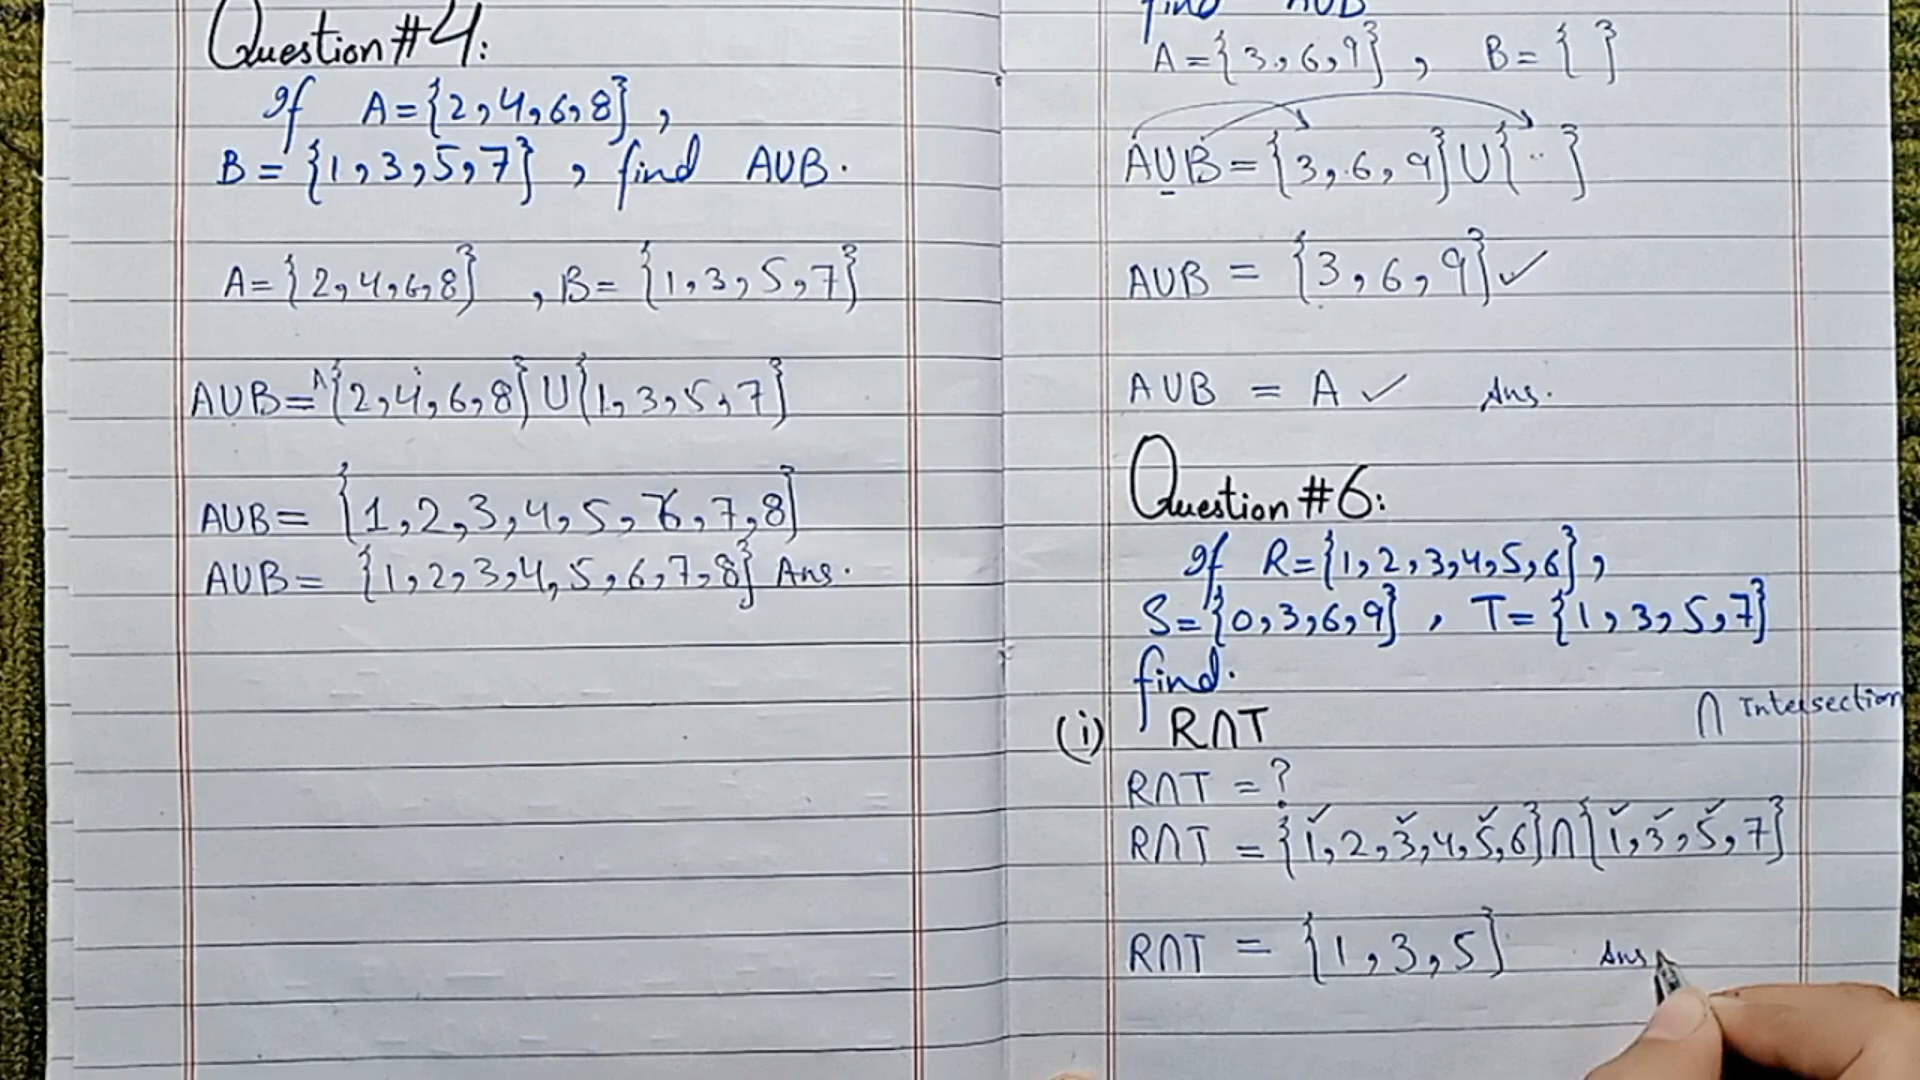 Question #4:
If A={2,4,6,8},
B={1,3,5,7}, find AUB.
A={2,4,6,8} , B={1,3,5,7}
AUB={2,4,6,8}U{1,3,5,7}
AUB= {1,2,3,4,5,6,7,8}
AUB= {1,2,3,4,5,6,7,8} Ans.
find AUB
A={3,6,9} , B={ }
AUB={3,6,9}U{..}
AUB = {3,6,9}✓
AUB = A ✓ Ans.
Question #6:
If R={1,2,3,4,5,6},
S={0,3,6,9} , T={1,3,5,7}
find.
∩ Intersection
(i) R∩T
R∩T =?
R∩T ={1,2,3,4,5,6}∩{1,3,5,7}
R∩T = {1,3,5} Ans